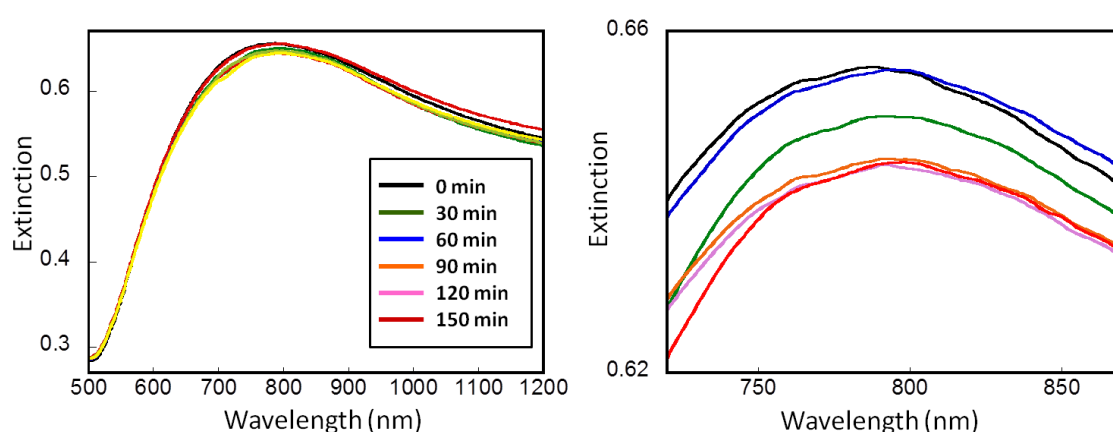 Extinction
0.6
0.5
0.4
0.3
500 600 700 800 900 1000 1100 1200
Wavelength (nm)
0 min
30 min
60 min
90 min
120 min
150 min
Extinction
0.66
0.62
750 800 850
Wavelength (nm)